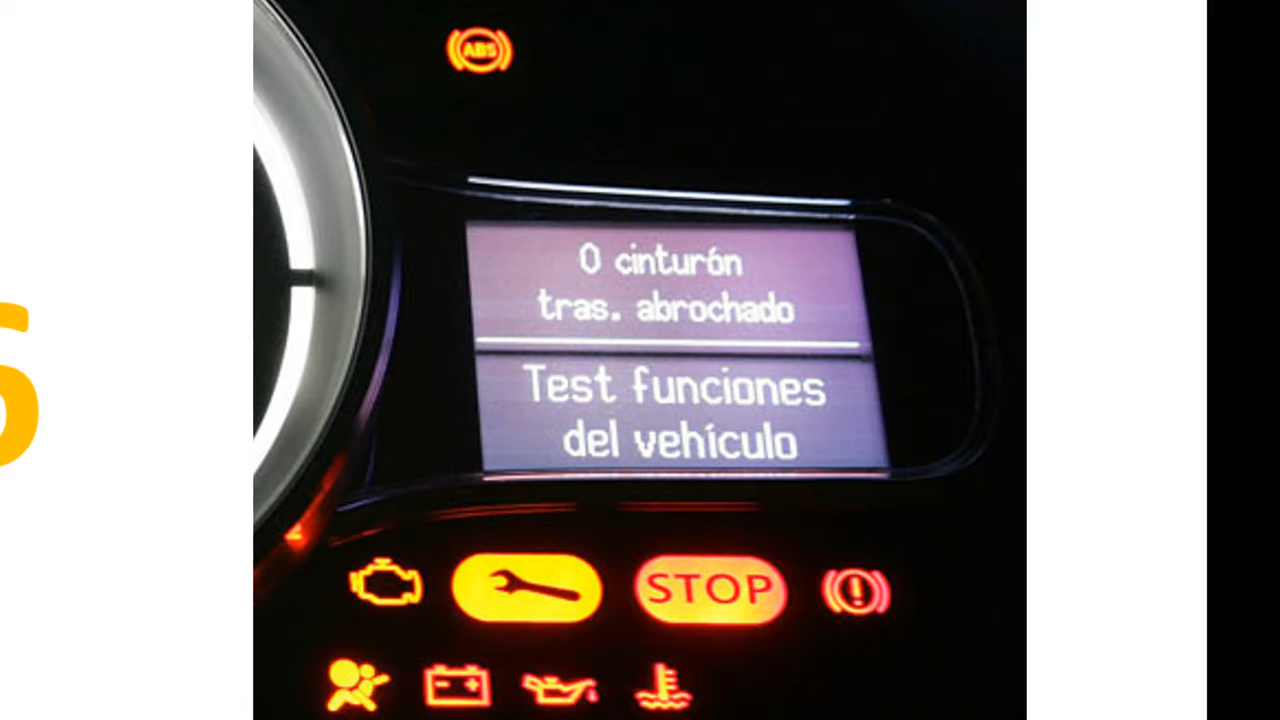 ABS
0 cinturón
tras. abrochado
Test funciones
del vehículo
STOP